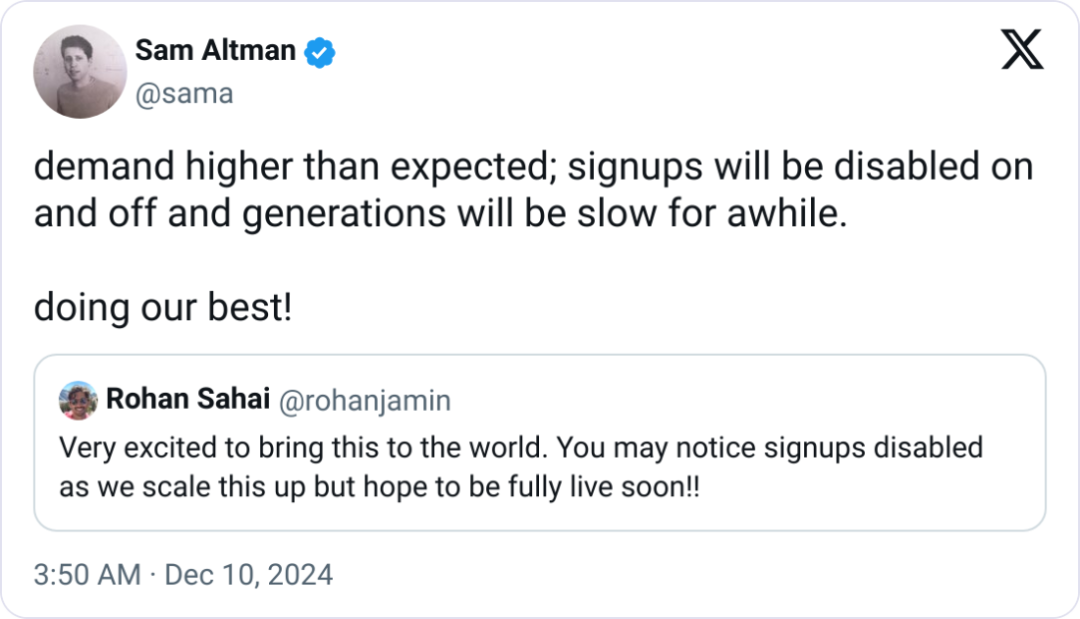 Sam Altman
@sama
demand higher than expected; signups will be disabled on
and off and generations will be slow for awhile.
doing our best!
Rohan Sahai @rohanjamin
Very excited to bring this to the world. You may notice signups disabled
as we scale this up but hope to be fully live soon!!
3:50 AM · Dec 10, 2024